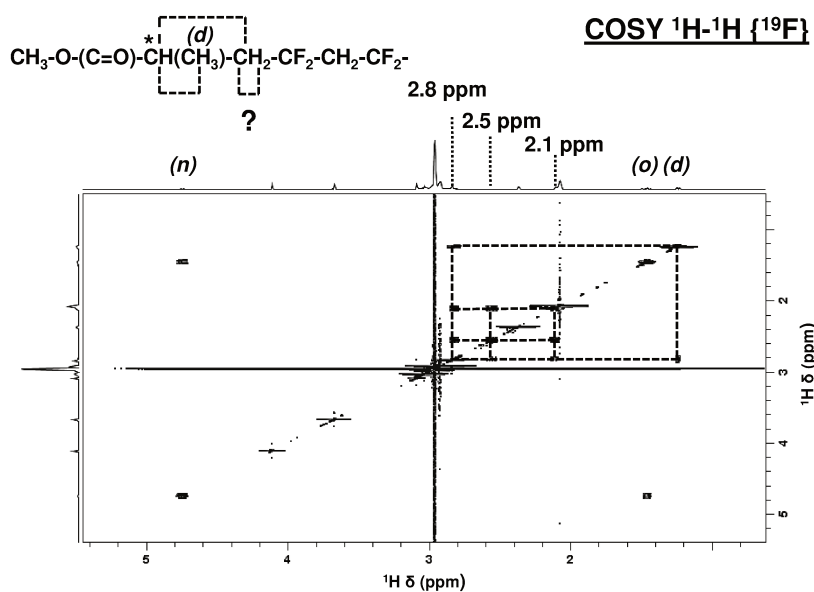 COSY ¹H-¹H {¹⁹F}
* (d)
CH₃-O-(C=O)-CH(CH₃)-CH₂-CF₂-CH₂-CF₂-
?
2.8 ppm
2.5 ppm
2.1 ppm
(n) (o) (d)
2
3
4
5
¹H δ (ppm)
5 4 3 2
¹H δ (ppm)